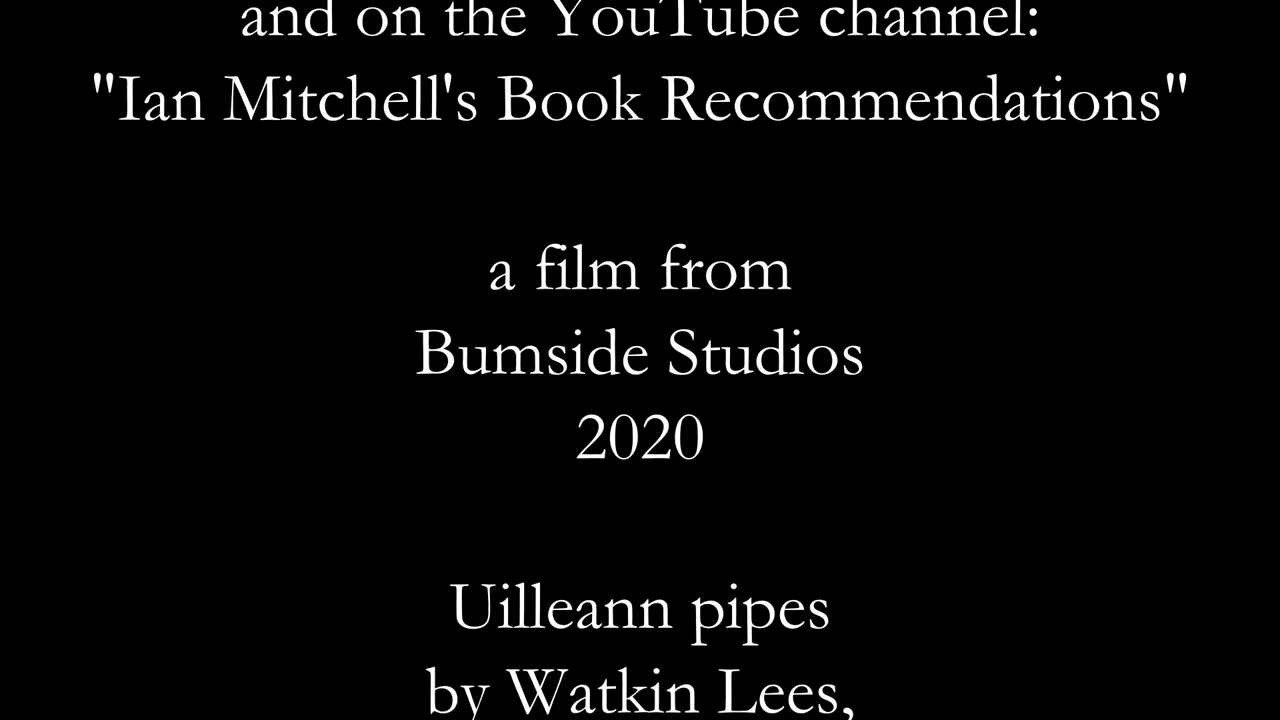 and on the YouTube channel:
"Ian Mitchell's Book Recommendations"
a film from
Bumside Studios
2020
Uilleann pipes
by Watkin Lees,